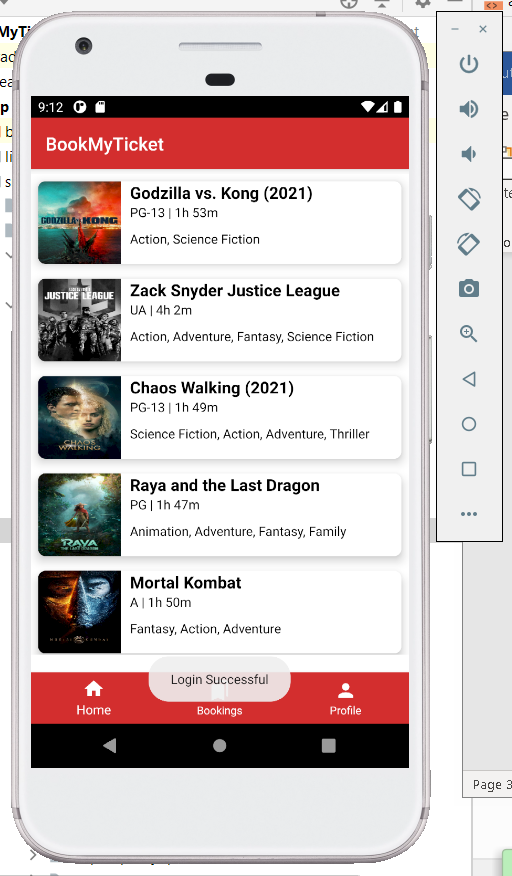 9:12
BookMyTicket
GODZILLA KONG
Godzilla vs. Kong (2021)
PG-13 | 1h 53m
Action, Science Fiction
JUSTICE LEAGUE
Zack Snyder Justice League
UA | 4h 2m
Action, Adventure, Fantasy, Science Fiction
CHAOS
WALKING
Chaos Walking (2021)
PG-13 | 1h 49m
Science Fiction, Action, Adventure, Thriller
RAYA
Raya and the Last Dragon
PG | 1h 47m
Animation, Adventure, Fantasy, Family
MORTAL KOMBAT
Mortal Kombat
A | 1h 50m
Fantasy, Action, Adventure
Login Successful
Home
Bookings
Profile
Page 3